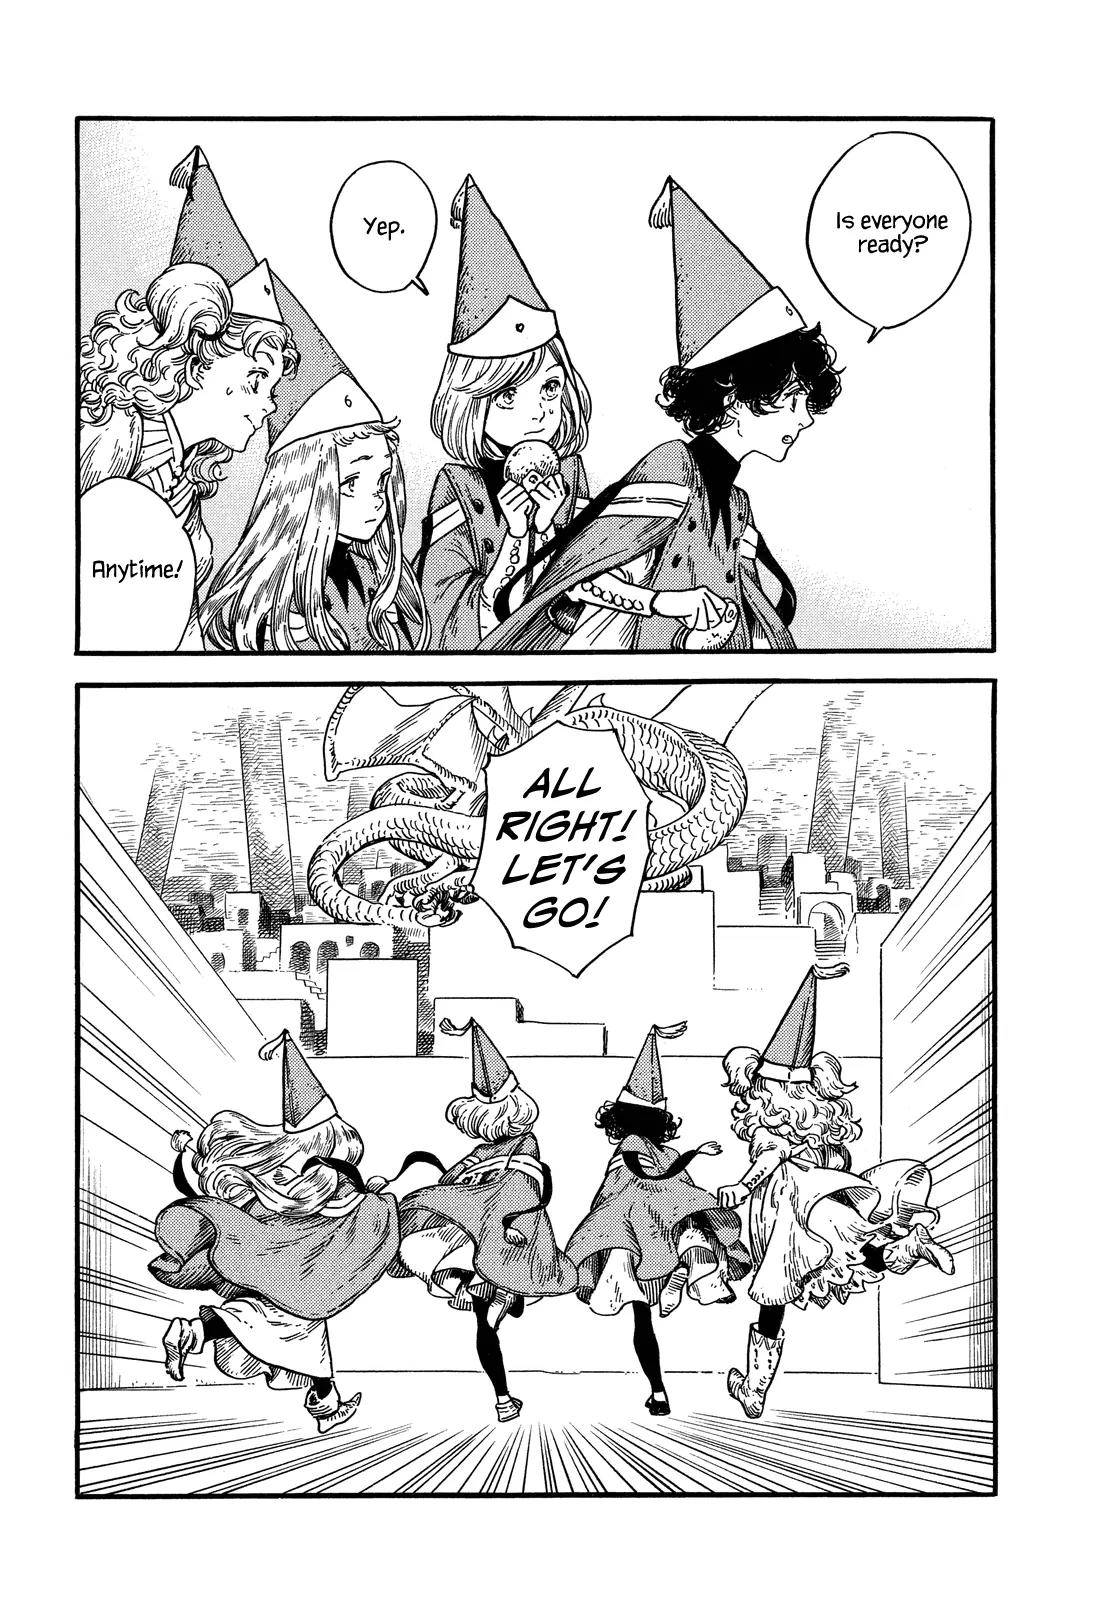 Is everyone
ready?
Yep.
Anytime!
ALL
RIGHT!
LET'S
GO!